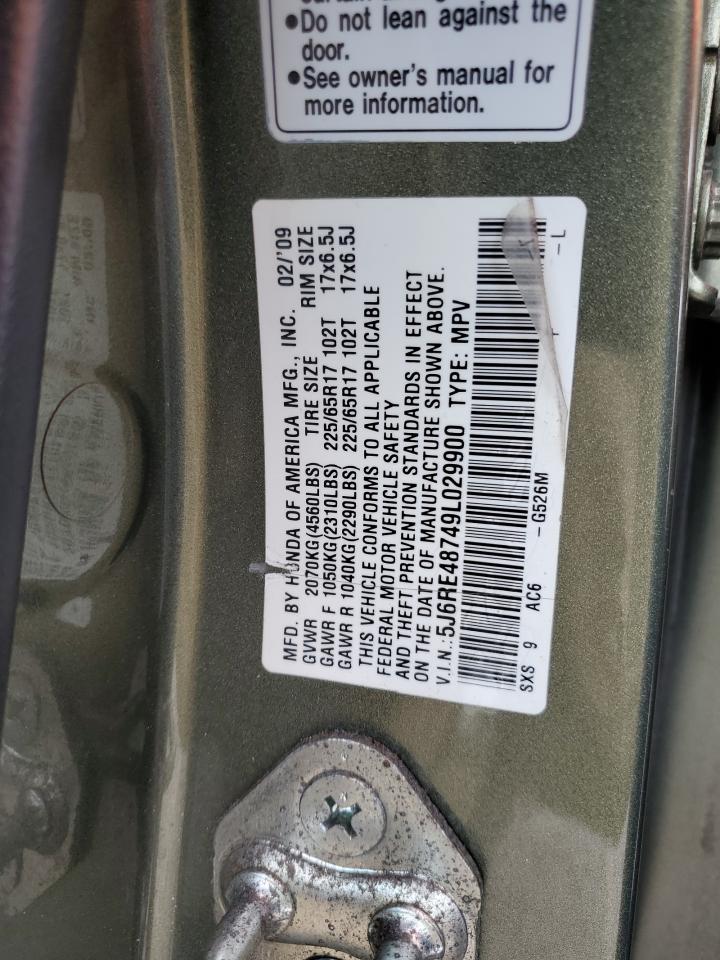 ●Do not lean against the
door.
●See owner's manual for
more information.
MFD. BY HONDA OF AMERICA MFG., INC. 02/'09
GVWR 2070KG(4560LBS) TIRE SIZE RIM SIZE
GAWR F 1050KG(2310LBS) 225/65R17 102T 17x6.5J
GAWR R 1040KG(2290LBS) 225/65R17 102T 17x6.5J
THIS VEHICLE CONFORMS TO ALL APPLICABLE
FEDERAL MOTOR VEHICLE SAFETY
AND THEFT PREVENTION STANDARDS IN EFFECT
ON THE DATE OF MANUFACTURE SHOWN ABOVE.
V.I.N.:5J6RE48749L029900 TYPE: MPV
SXS 9 AC6 -G526M -L